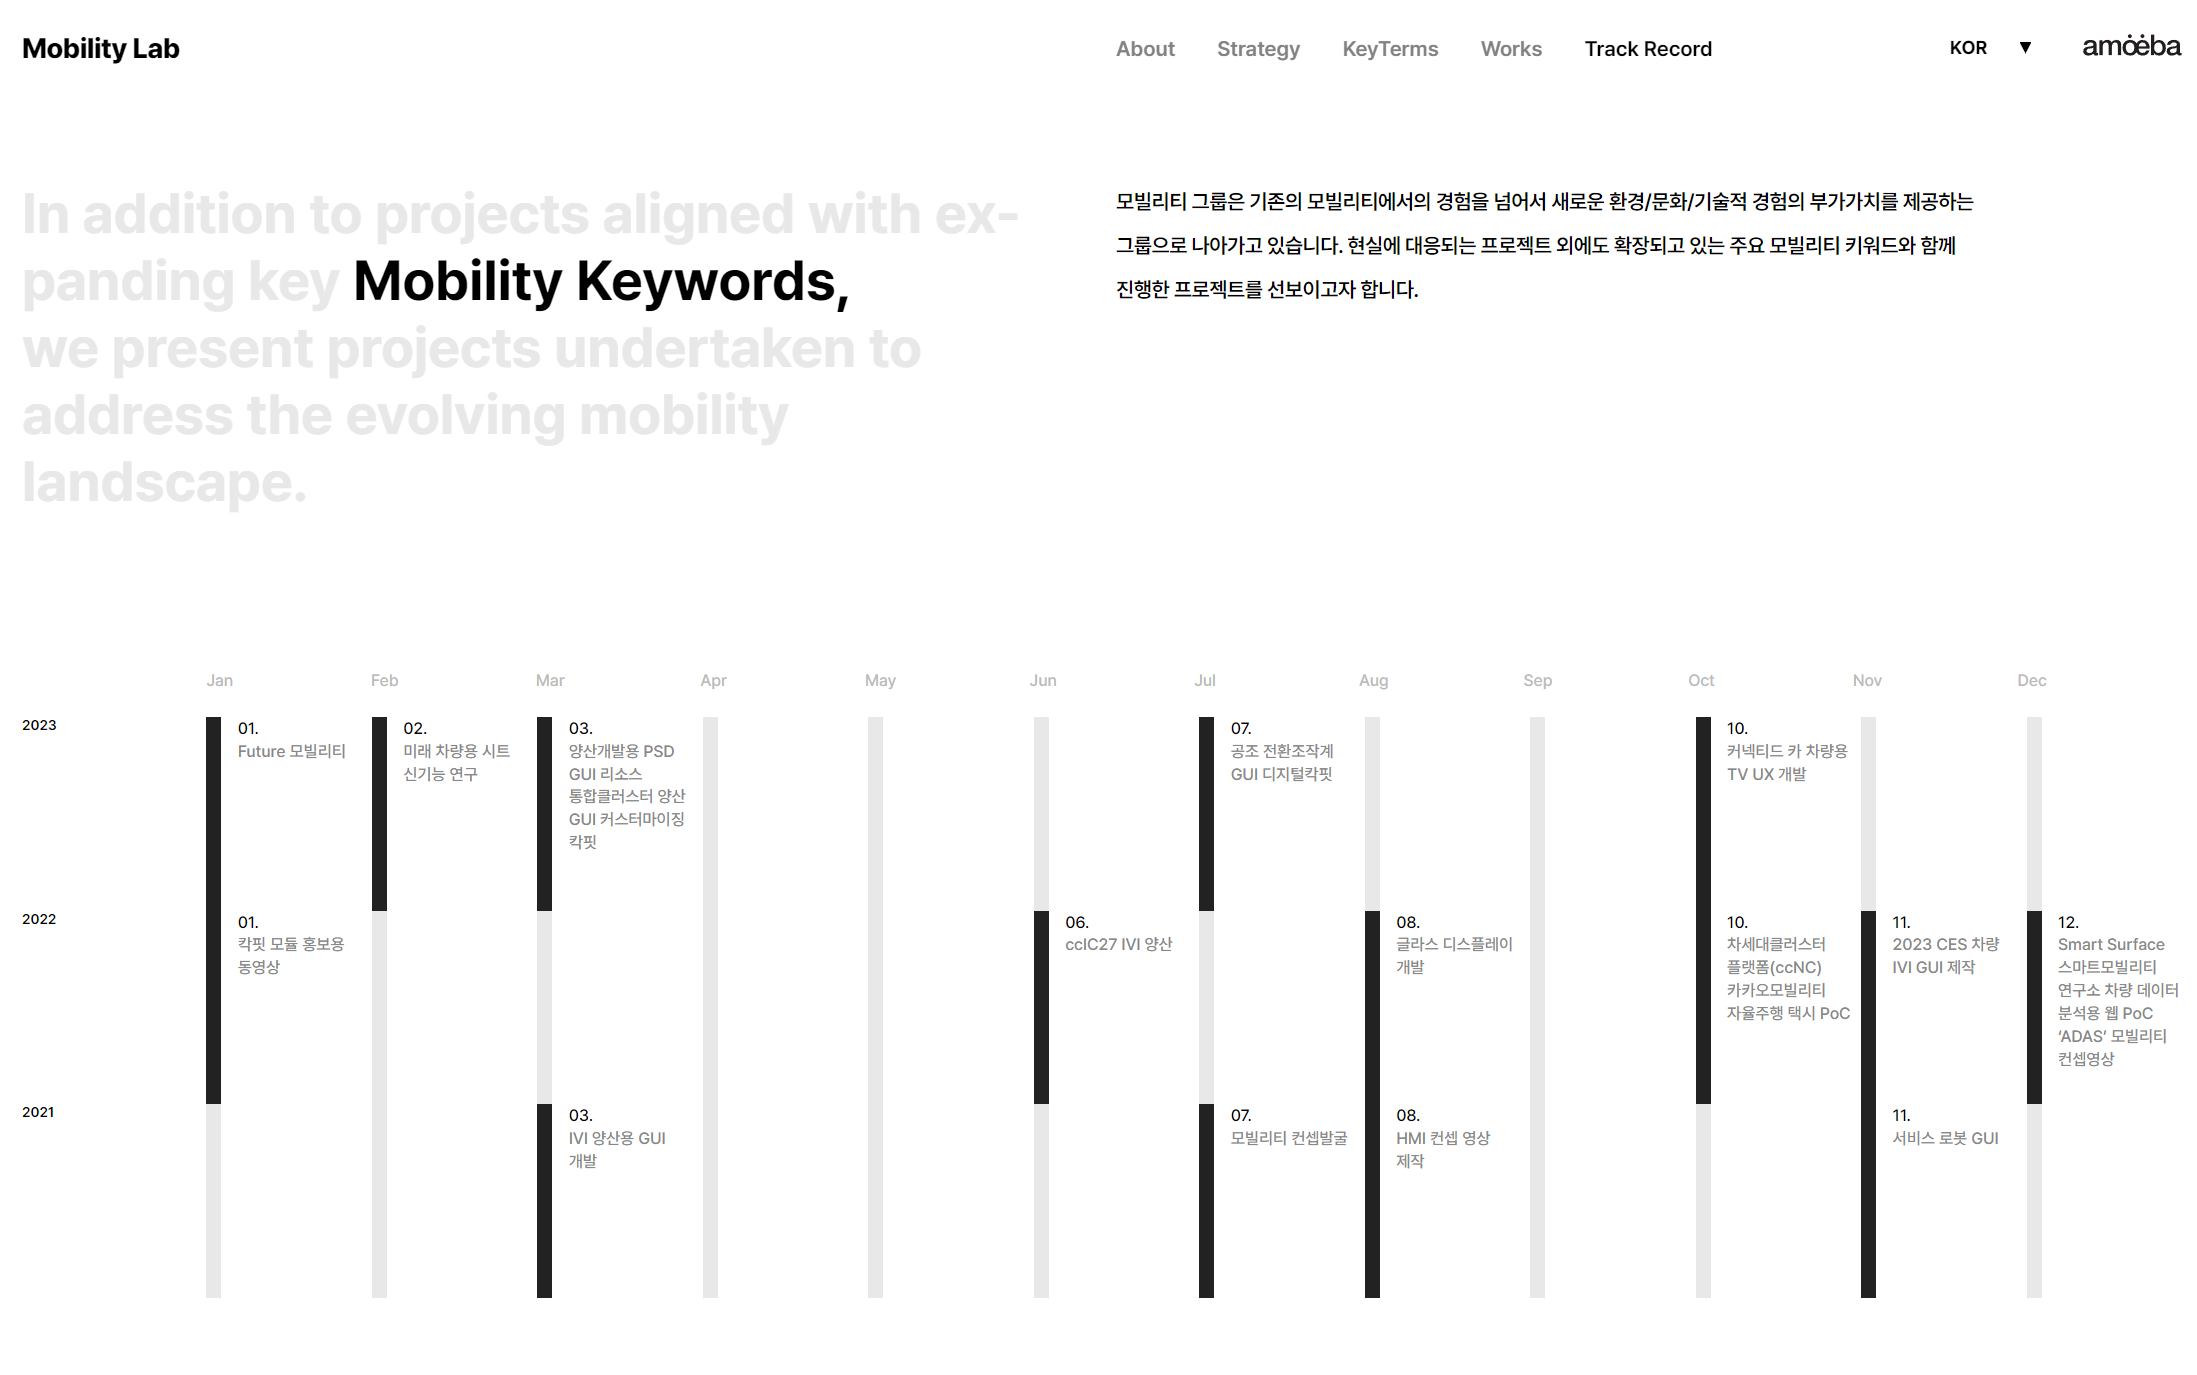 Mobility Lab
About Strategy KeyTerms Works Track Record
KOR ▼
amöëba
In addition to projects aligned with ex-
panding key Mobility Keywords,
we present projects undertaken to
address the evolving mobility
landscape.
모빌리티 그룹은 기존의 모빌리티에서의 경험을 넘어서 새로운 환경/문화/기술적 경험의 부가가치를 제공하는
그룹으로 나아가고 있습니다. 현실에 대응되는 프로젝트 외에도 확장되고 있는 주요 모빌리티 키워드와 함께
진행한 프로젝트를 선보이고자 합니다.
Jan Feb Mar Apr May Jun Jul Aug Sep Oct Nov Dec
2023
01.
Future 모빌리티
02.
미래 차량용 시트
신기능 연구
03.
양산개발용 PSD
GUI 리소스
통합클러스터 양산
GUI 커스터마이징
칵핏
07.
공조 전환조작계
GUI 디지털칵핏
10.
커넥티드 카 차량용
TV UX 개발
2022
01.
칵핏 모듈 홍보용
동영상
06.
ccIC27 IVI 양산
08.
글라스 디스플레이
개발
10.
차세대클러스터
플랫폼(ccNC)
카카오모빌리티
자율주행 택시 PoC
11.
2023 CES 차량
IVI GUI 제작
12.
Smart Surface
스마트모빌리티
연구소 차량 데이터
분석용 웹 PoC
‘ADAS’ 모빌리티
컨셉영상
2021
03.
IVI 양산용 GUI
개발
07.
모빌리티 컨셉발굴
08.
HMI 컨셉 영상
제작
11.
서비스 로봇 GUI